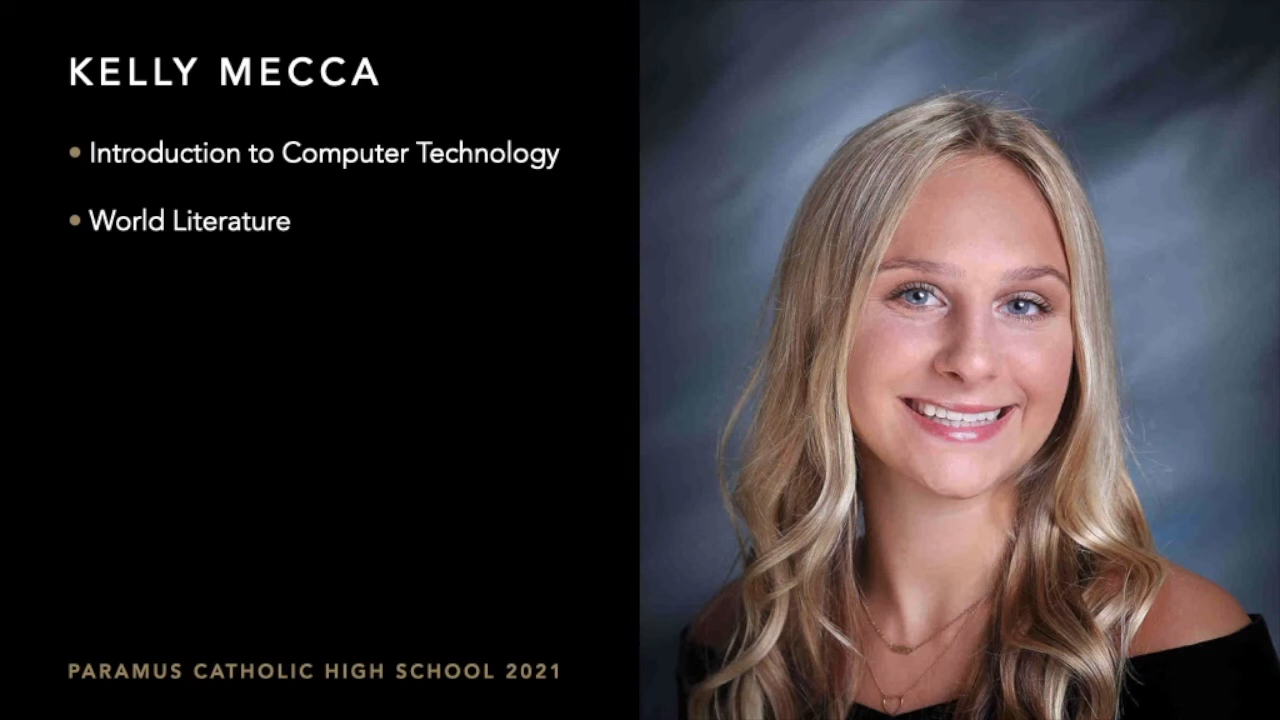 KELLY MECCA
• Introduction to Computer Technology
• World Literature
PARAMUS CATHOLIC HIGH SCHOOL 2021